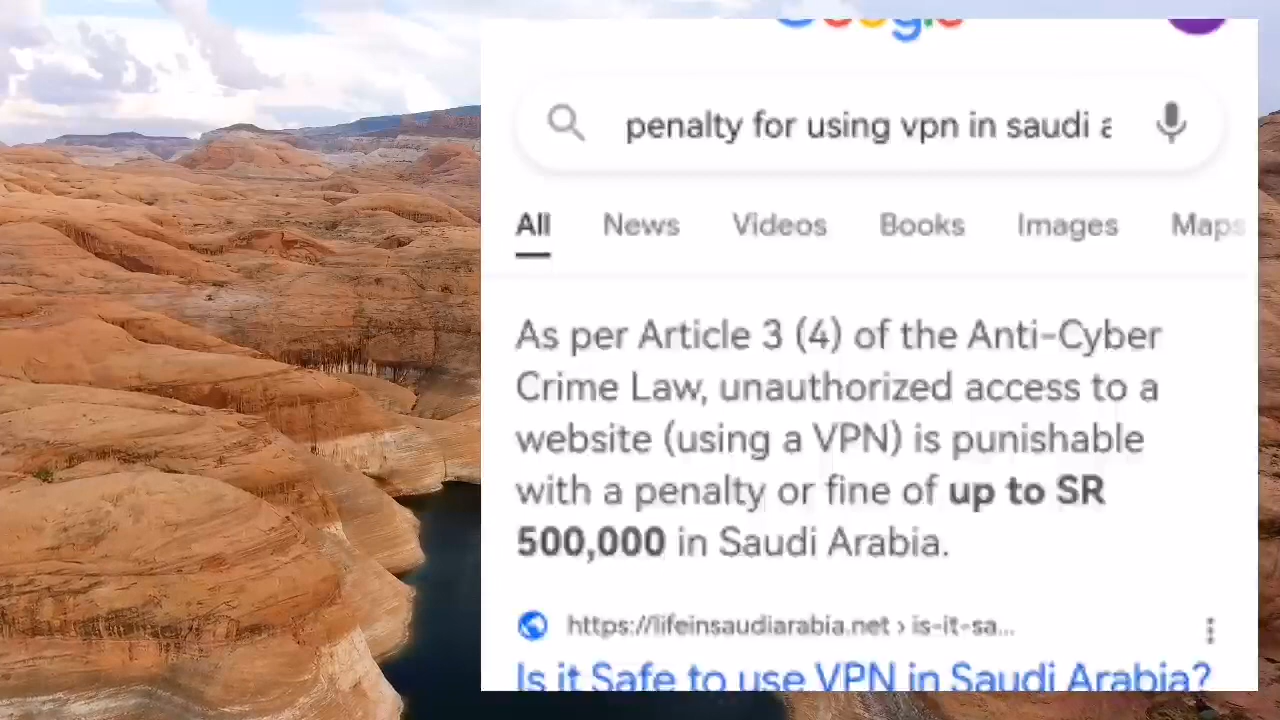 Google
penalty for using vpn in saudi a
All News Videos Books Images Maps
As per Article 3 (4) of the Anti-Cyber
Crime Law, unauthorized access to a
website (using a VPN) is punishable
with a penalty or fine of up to SR
500,000 in Saudi Arabia.
https://lifeinsaudiarabia.net › is-it-sa...
Is it Safe to use VPN in Saudi Arabia?